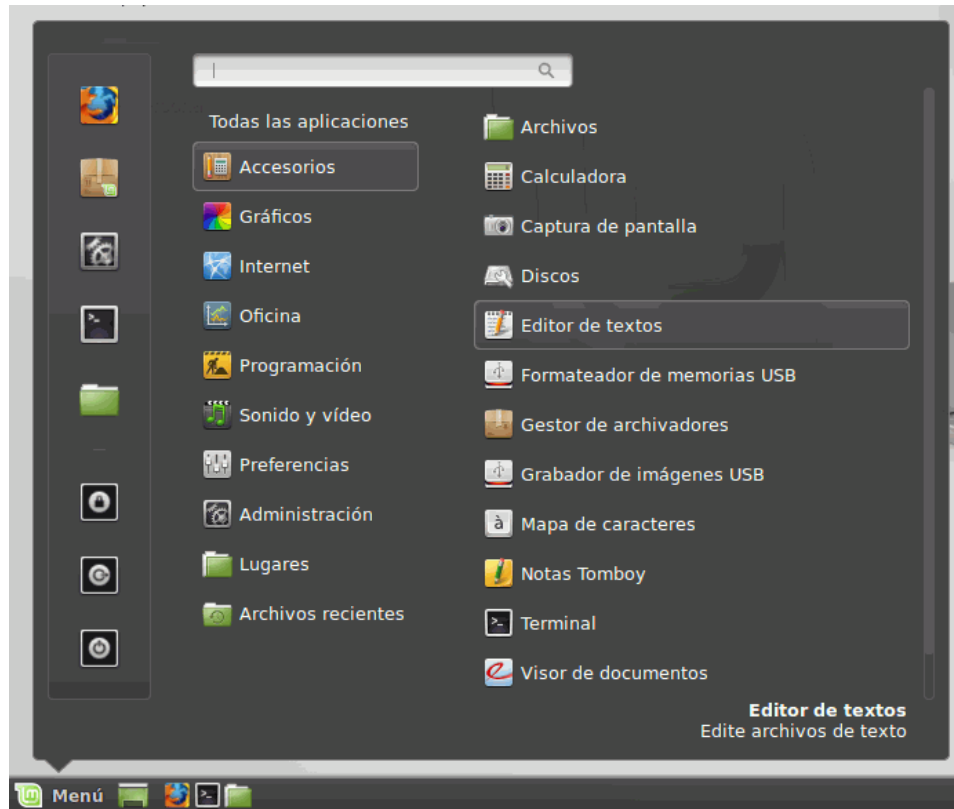 Todas las aplicaciones
Accesorios
Gráficos
Internet
Oficina
Programación
Sonido y vídeo
Preferencias
Administración
Lugares
Archivos recientes
Archivos
Calculadora
Captura de pantalla
Discos
Editor de textos
Formateador de memorias USB
Gestor de archivadores
Grabador de imágenes USB
Mapa de caracteres
Notas Tomboy
Terminal
Visor de documentos
Editor de textos
Edite archivos de texto
Menú